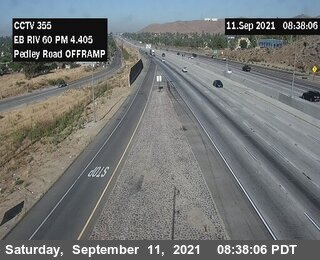 CCTV 355
EB RIV 60 PM 4.405
Pedley Road OFFRAMP
11.Sep 2021 08:38:06
STOP
Saturday, September 11, 2021 08:38:06 PDT